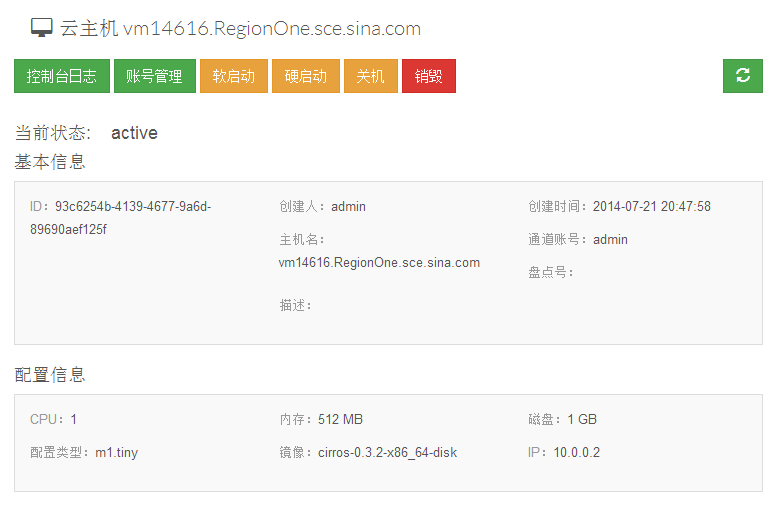 云主机 vm14616.RegionOne.sce.sina.com
控制台日志 账号管理 软启动 硬启动 关机 销毁
当前状态: active
基本信息
ID: 93c6254b-4139-4677-9a6d-
89690aef125f
创建人: admin
主机名:
vm14616.RegionOne.sce.sina.com
描述:
创建时间: 2014-07-21 20:47:58
通道账号: admin
盘点号:
配置信息
CPU: 1 内存: 512 MB 磁盘: 1 GB
配置类型: m1.tiny 镜像: cirros-0.3.2-x86_64-disk IP: 10.0.0.2